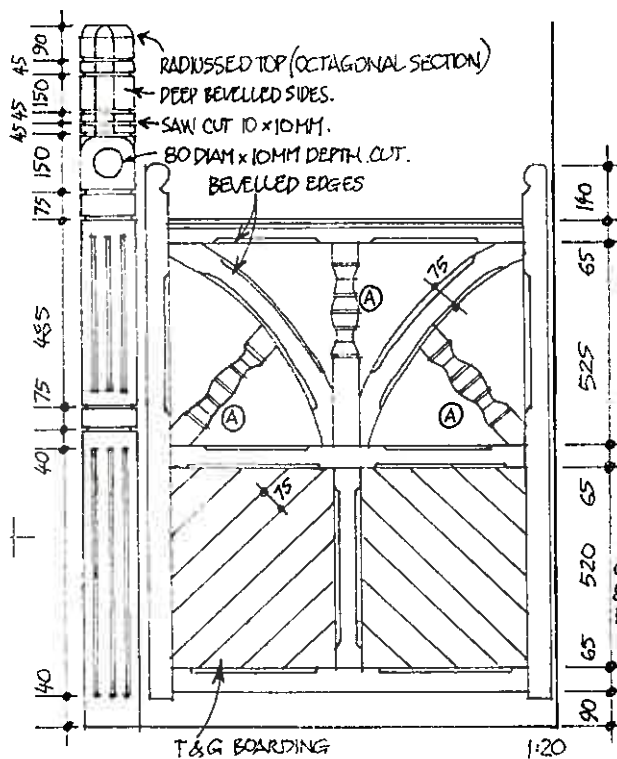 90
45
150
45 45
150
75
485
75
40
40
RADIUSSED TOP (OCTAGONAL SECTION)
DEEP BEVELLED SIDES.
SAW CUT 10 x 10MM.
80 DIAM x 10MM DEPTH CUT.
BEVELLED EDGES
75
A
A
A
75
140
65
525
65
520
65
90
T&G BOARDING
1:20